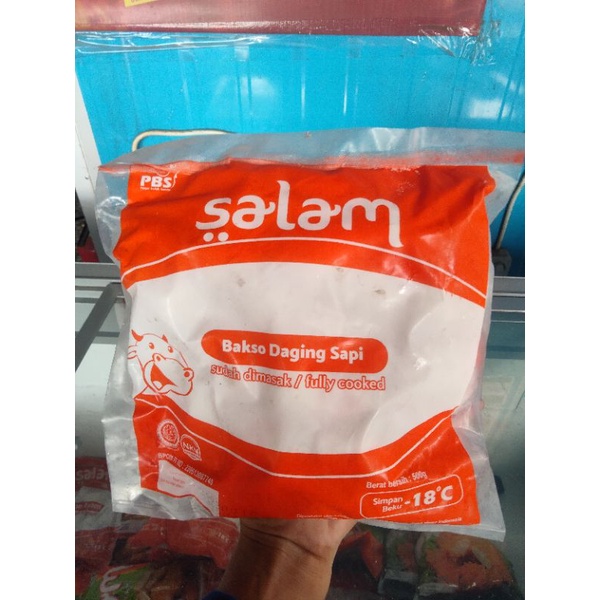 PBS
salam
Bakso Daging Sapi
sudah dimasak / fully cooked
Berat bersih : 500g
Simpan
Beku
-18°C